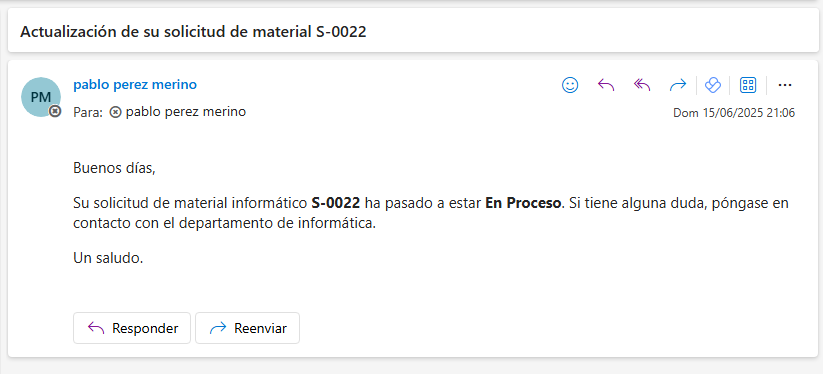 Actualización de su solicitud de material S-0022
PM
pablo perez merino
Para: pablo perez merino
Dom 15/06/2025 21:06
Buenos días,
Su solicitud de material informático S-0022 ha pasado a estar En Proceso. Si tiene alguna duda, póngase en
contacto con el departamento de informática.
Un saludo.
Responder
Reenviar